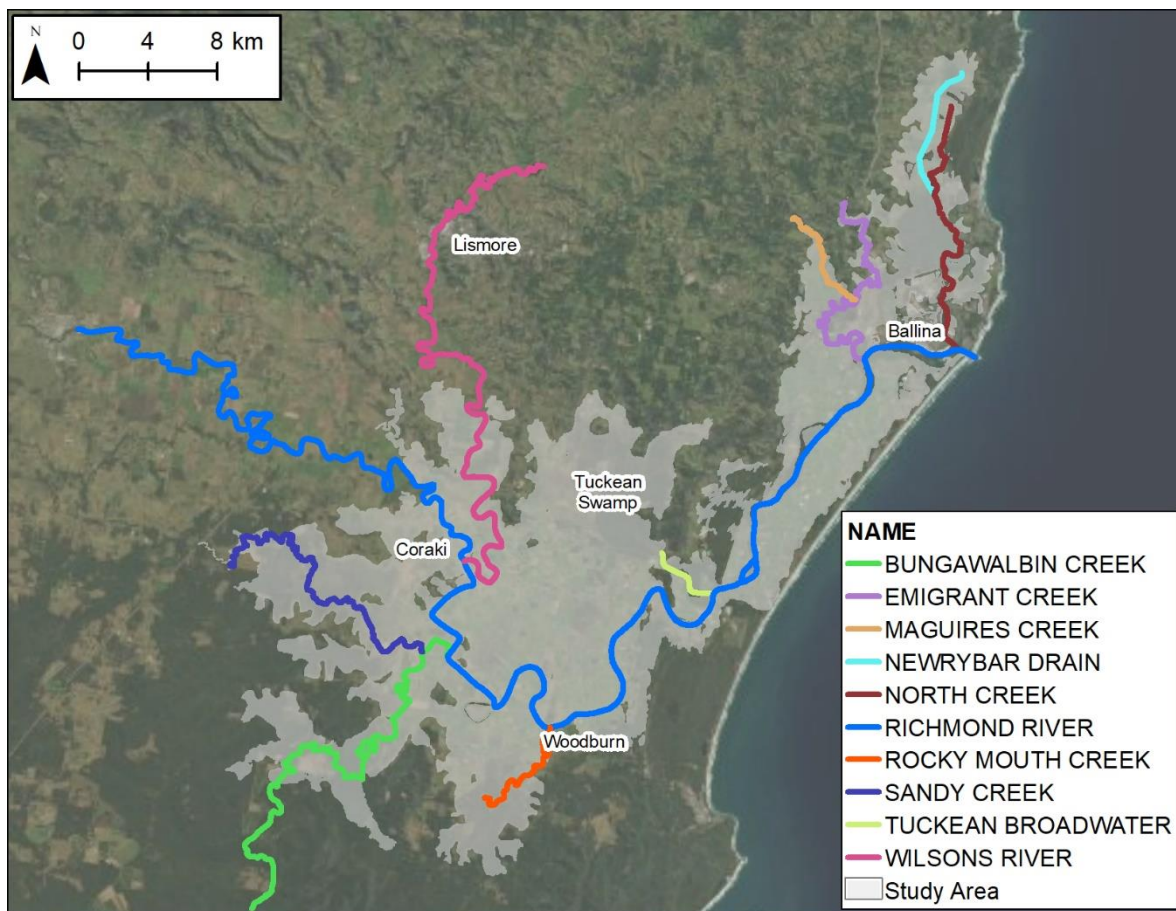 N
0 4 8 km
Lismore
Ballina
Tuckean
Swamp
Coraki
Woodburn
NAME
BUNGAWALBIN CREEK
EMIGRANT CREEK
MAGUIRES CREEK
NEWRYBAR DRAIN
NORTH CREEK
RICHMOND RIVER
ROCKY MOUTH CREEK
SANDY CREEK
TUCKEAN BROADWATER
WILSONS RIVER
Study Area